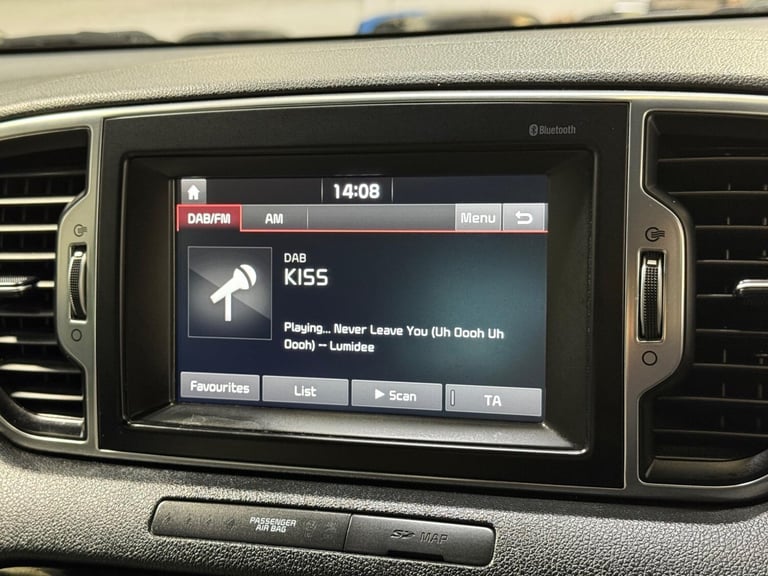 Bluetooth
14:08
DAB/FM AM Menu
DAB
KISS
Playing... Never Leave You (Uh Oooh Uh
Oooh) - Lumidee
Favourites List Scan TA
PASSENGER
AIR BAG
SD MAP